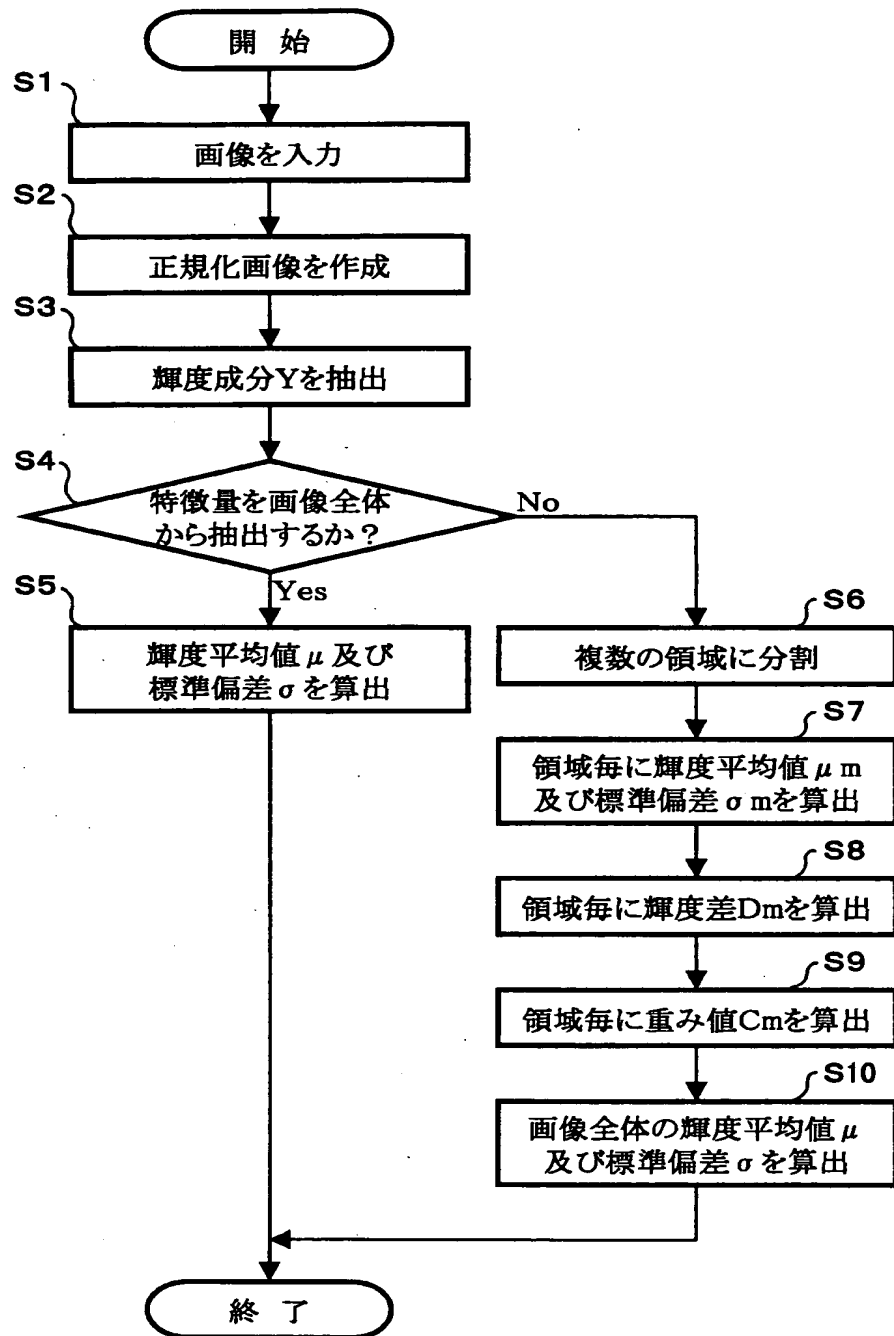 開 始
S1
画像を入力
S2
正規化画像を作成
S3
輝度成分Yを抽出
S4
特徴量を画像全体
から抽出するか?
No
Yes
S5
輝度平均値μ及び
標準偏差σを算出
S6
複数の領域に分割
S7
領域毎に輝度平均値μm
及び標準偏差σmを算出
S8
領域毎に輝度差Dmを算出
S9
領域毎に重み値Cmを算出
S10
画像全体の輝度平均値μ
及び標準偏差σを算出
終 了